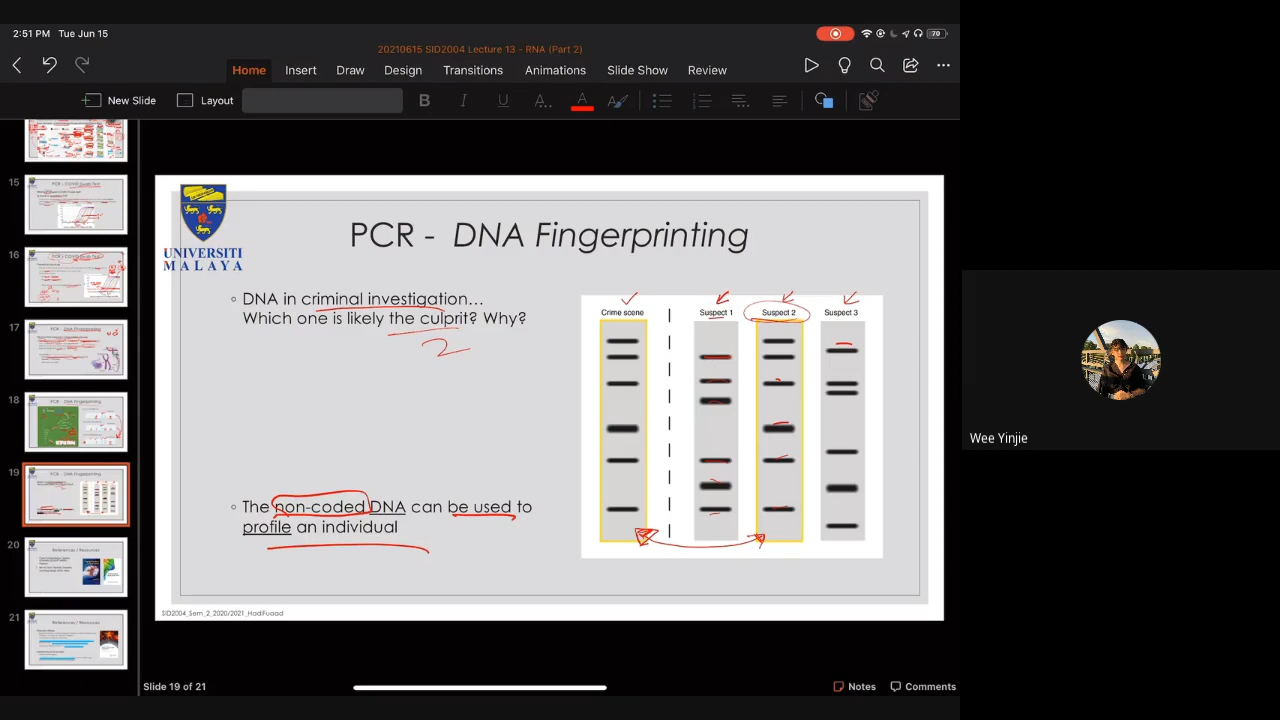 2:51 PM Tue Jun 15
70
20210615 SID2004 Lecture 13 - RNA (Part 2)
Home Insert Draw Design Transitions Animations Slide Show Review
New Slide Layout B I U A.. A
15
16
17
18
19
20
21
UNIVERSITI
MALAYA
PCR - DNA Fingerprinting
DNA in criminal investigation…
Which one is likely the culprit? Why?
2
Crime scene Suspect 1 Suspect 2 Suspect 3
The non-coded DNA can be used to
profile an individual
SID2004_Sem_2_2020/2021_HadiFuaad
Wee Yinjie
Slide 19 of 21 Notes Comments